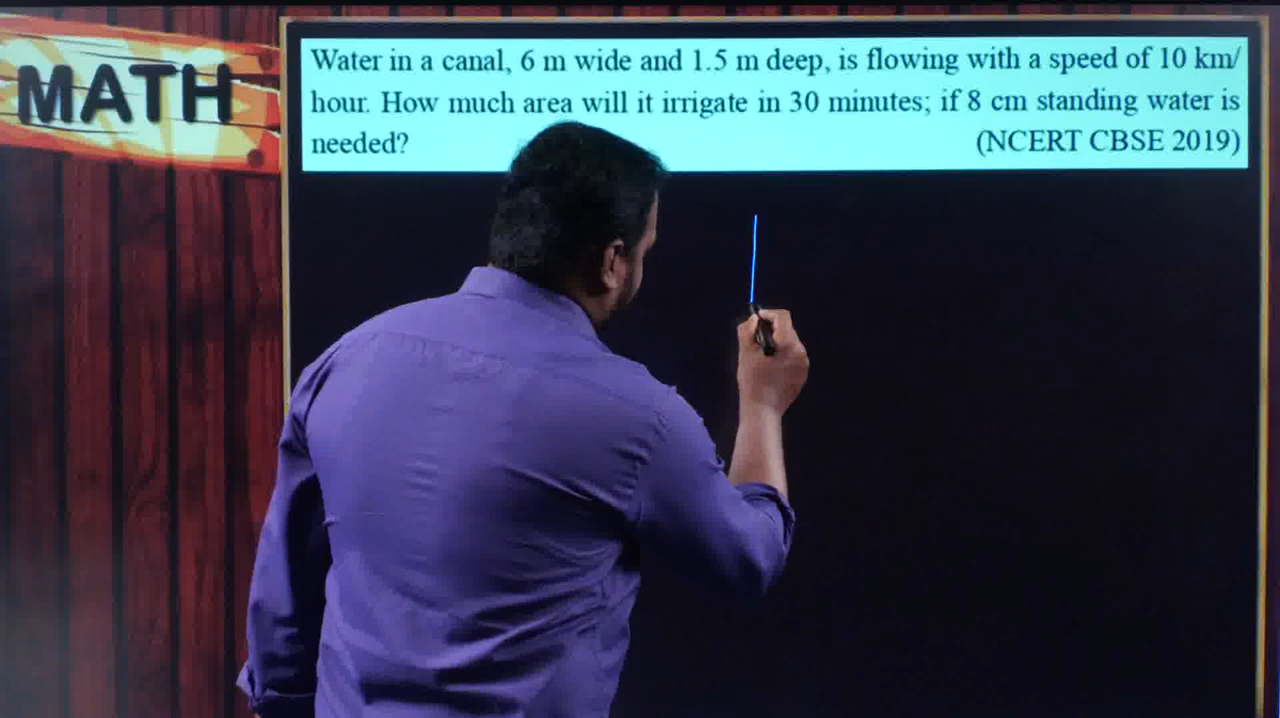 MATH
Water in a canal, 6 m wide and 1.5 m deep, is flowing with a speed of 10 km/
hour. How much area will it irrigate in 30 minutes; if 8 cm standing water is
needed? (NCERT CBSE 2019)